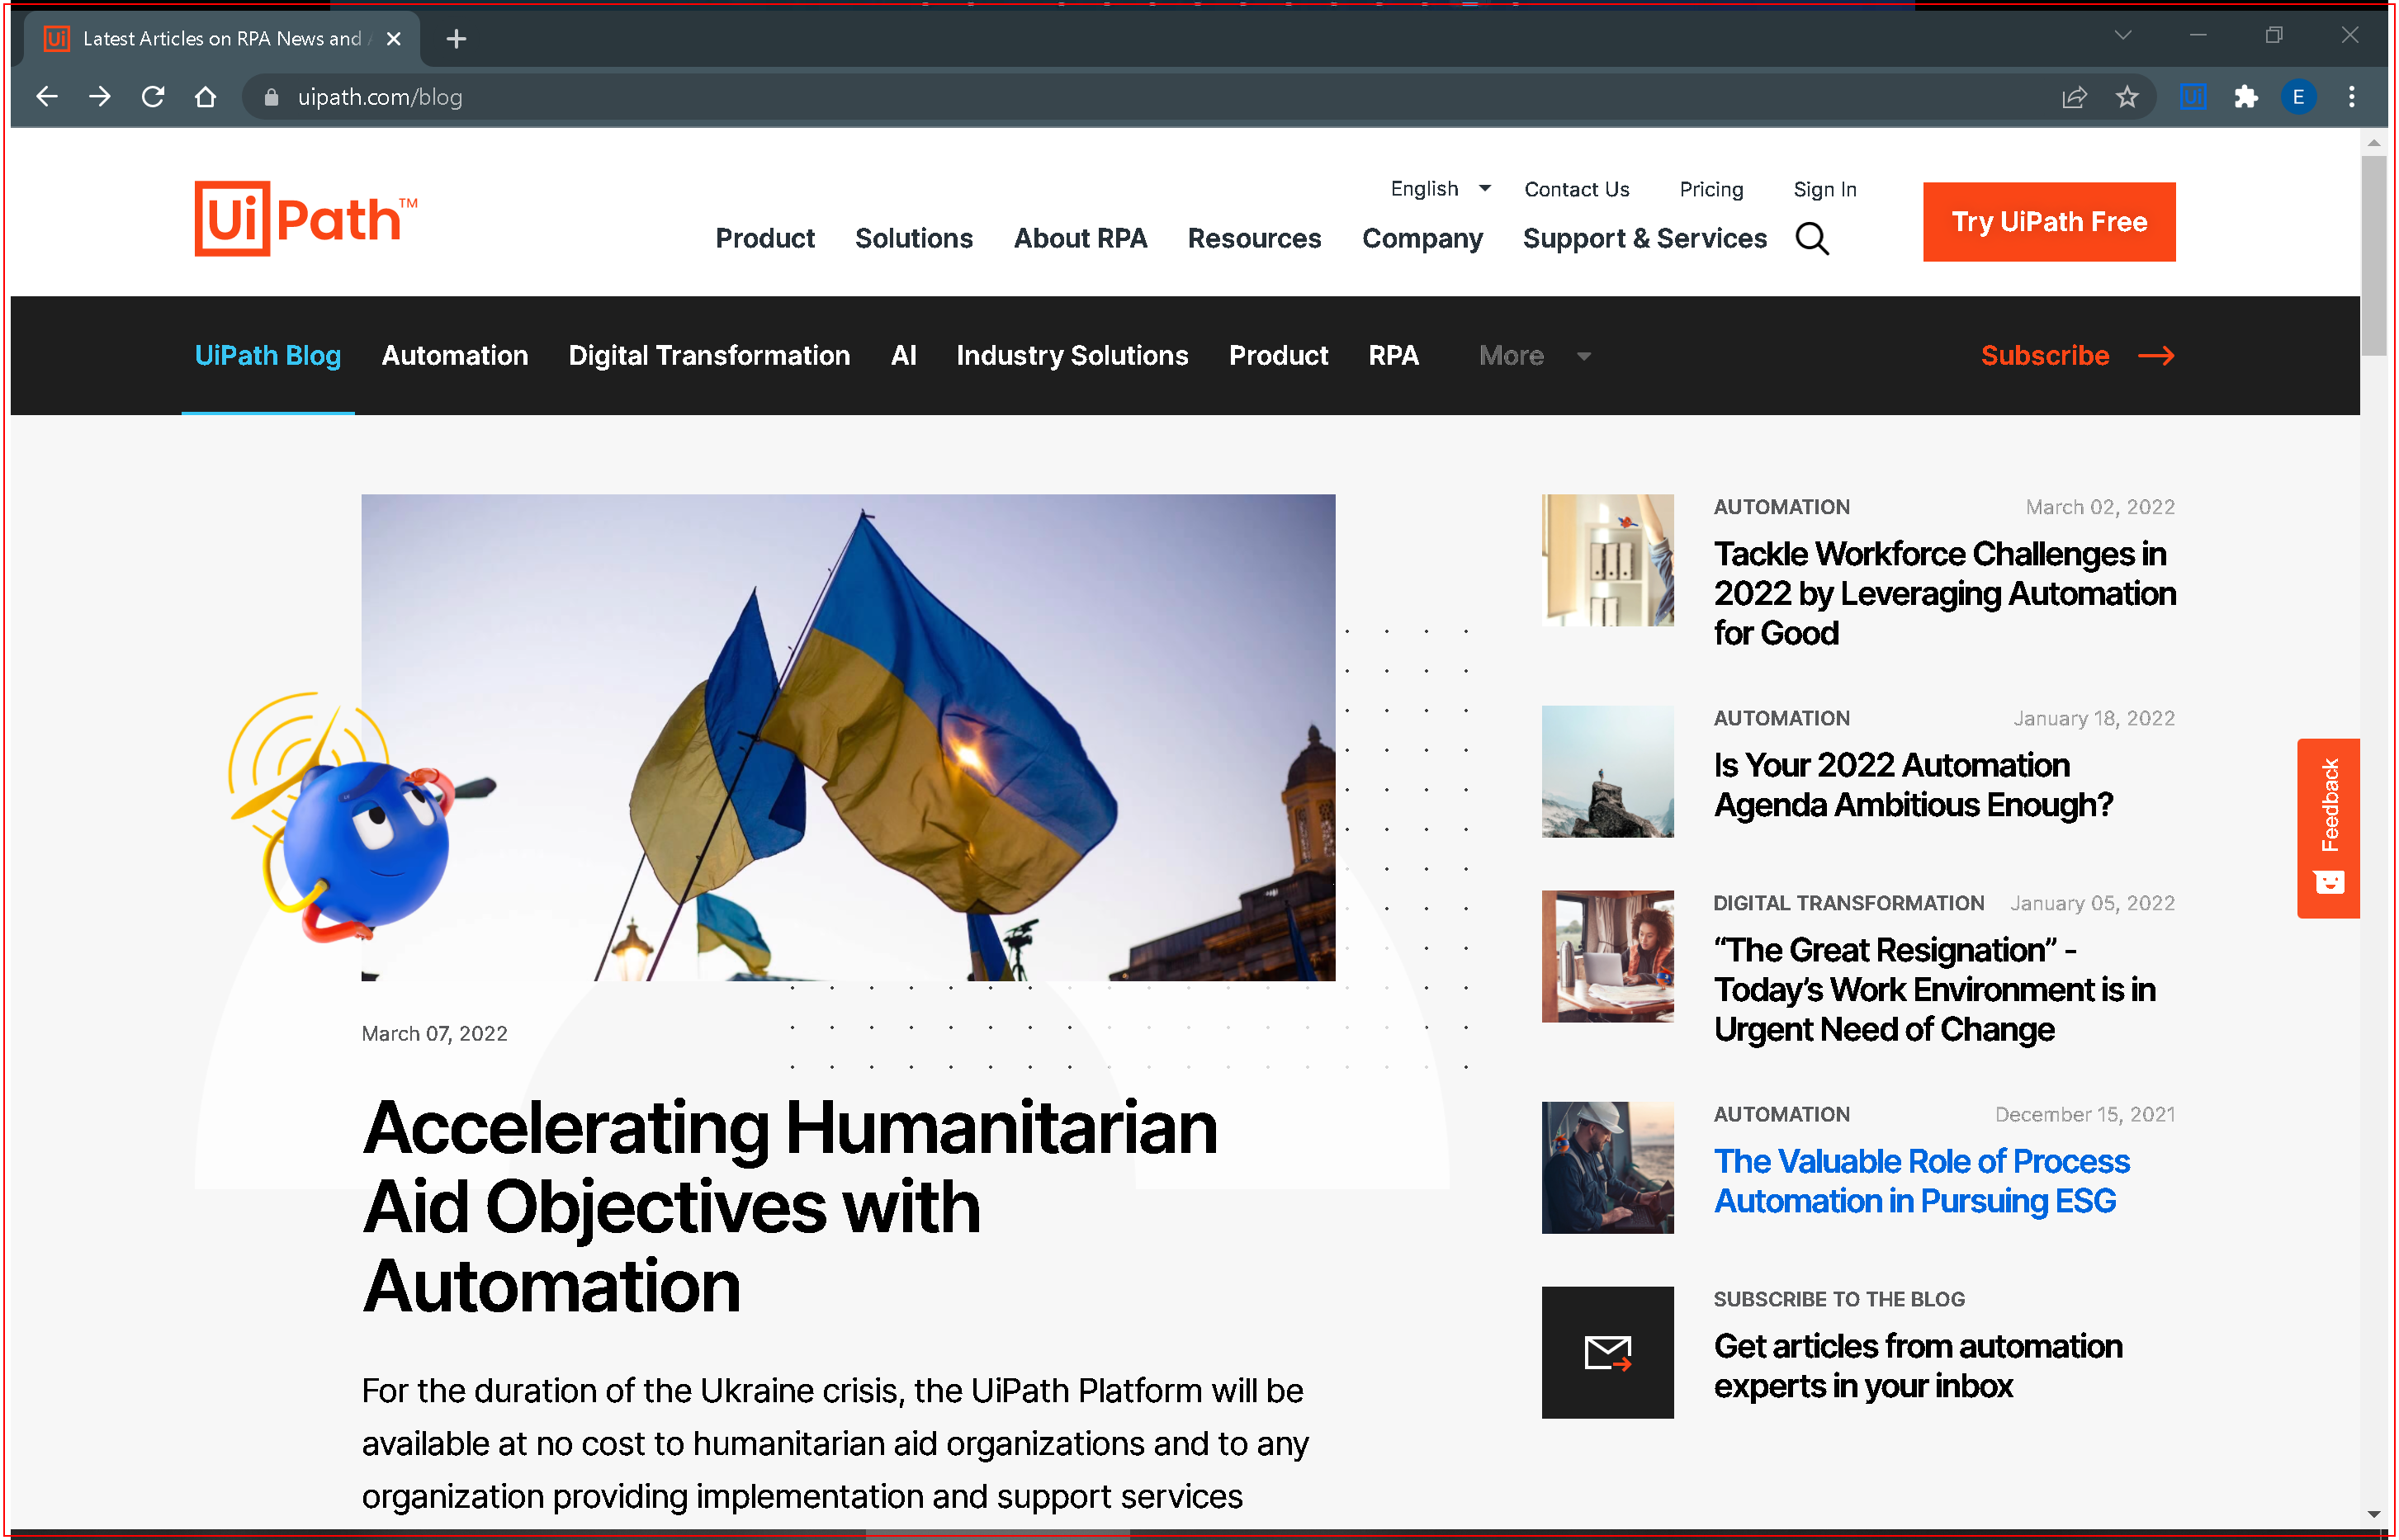 Ui Latest Articles on RPA News and
uipath.com/blog
E
UiPath™
English
Contact Us
Pricing
Sign In
Product
Solutions
About RPA
Resources
Company
Support & Services
Try UiPath Free
UiPath Blog
Automation
Digital Transformation
AI
Industry Solutions
Product
RPA
More
Subscribe
March 07, 2022
Accelerating Humanitarian
Aid Objectives with
Automation
For the duration of the Ukraine crisis, the UiPath Platform will be
available at no cost to humanitarian aid organizations and to any
organization providing implementation and support services
AUTOMATION
March 02, 2022
Tackle Workforce Challenges in
2022 by Leveraging Automation
for Good
AUTOMATION
January 18, 2022
Is Your 2022 Automation
Agenda Ambitious Enough?
DIGITAL TRANSFORMATION
January 05, 2022
“The Great Resignation” -
Today’s Work Environment is in
Urgent Need of Change
AUTOMATION
December 15, 2021
The Valuable Role of Process
Automation in Pursuing ESG
SUBSCRIBE TO THE BLOG
Get articles from automation
experts in your inbox
Feedback